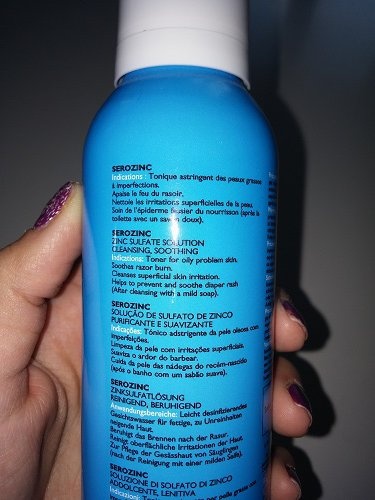 SEROZINC
Indications : Tonique astringent des peaux grasses
à imperfections.
Apaise le feu du rasoir.
Nettoie les irritations superficielles de la peau.
Soin de l'épiderme fessier du nourrisson (après la
toilette avec un savon doux).
SEROZINC
ZINC SULFATE SOLUTION
CLEANSING, SOOTHING
Indications: Toner for oily problem skin.
Soothes razor burn.
Cleanses superficial skin irritation.
Helps to prevent and soothe diaper rash
(After cleansing with a mild soap).
SEROZINC
SOLUÇÃO DE SULFATO DE ZINCO
PURIFICANTE E SUAVIZANTE
Indicações: Tónico adstringente da pele oleosa com
imperfeições.
Limpeza da pele com irritações superficiais.
Suaviza o ardor do barbear.
Cuida da pele das nádegas do recém-nascido
(após o banho com um sabão suave).
SEROZINC
ZINKSULFATLÖSUNG
REINIGEND, BERUHIGEND
Anwendungsbereiche: Leicht desinfizierendes
Gesichtswasser für fettige, zu Unreinheiten
neigende Haut.
Beruhigt das Brennen nach der Rasur.
Reinigt oberflächliche Irritationen der Haut.
Zur Pflege der Gesässhaut von Säuglingen
(nach der Reinigung mit einer milden Seife).
SEROZINC
SOLUZIONE DI SOLFATO DI ZINCO
ADDOLCENTE, LENITIVA
pelle grasse con